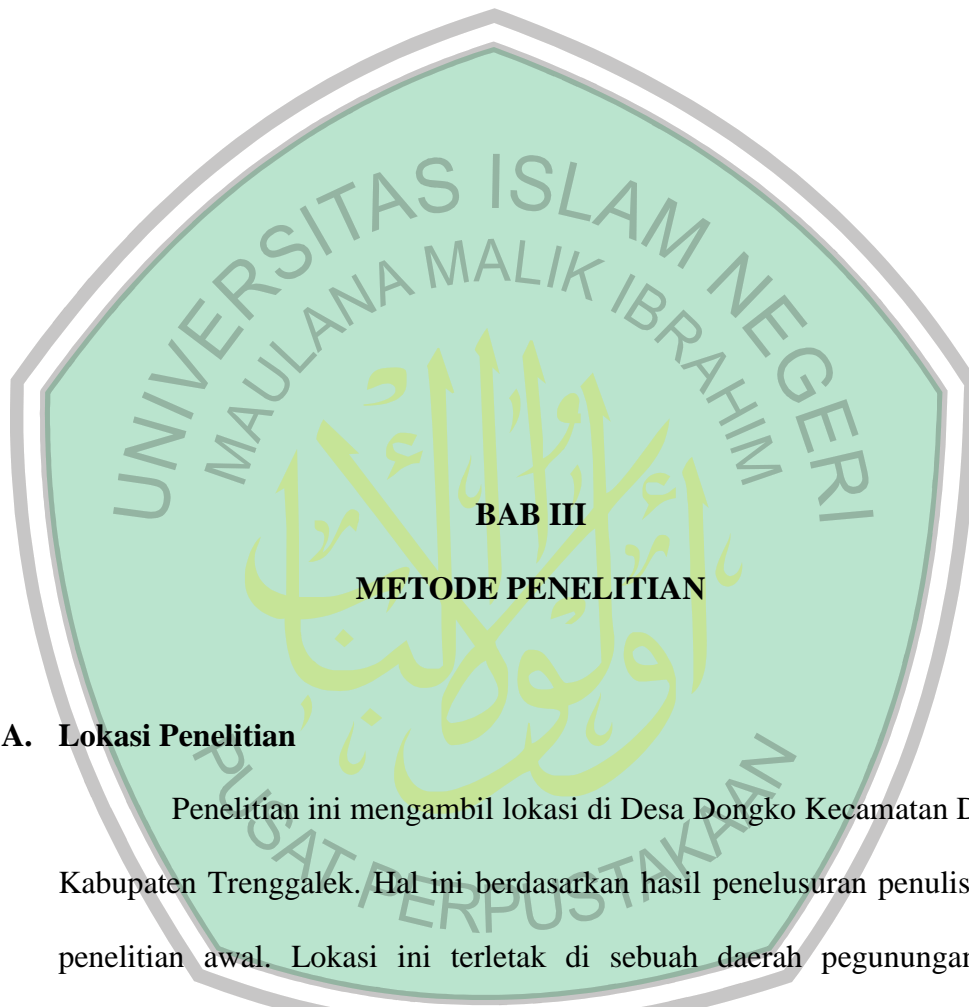 UNIVERSITAS ISLAM NEGERI
MAULANA MALIK IBRAHIM
BAB III
METODE PENELITIAN
A. Lokasi Penelitian
Penelitian ini mengambil lokasi di Desa Dongko Kecamatan D
Kabupaten Trenggalek. Hal ini berdasarkan hasil penelusuran penulis
penelitian awal. Lokasi ini terletak di sebuah daerah pegunungan
PUSAT PERPUSTAKAAN